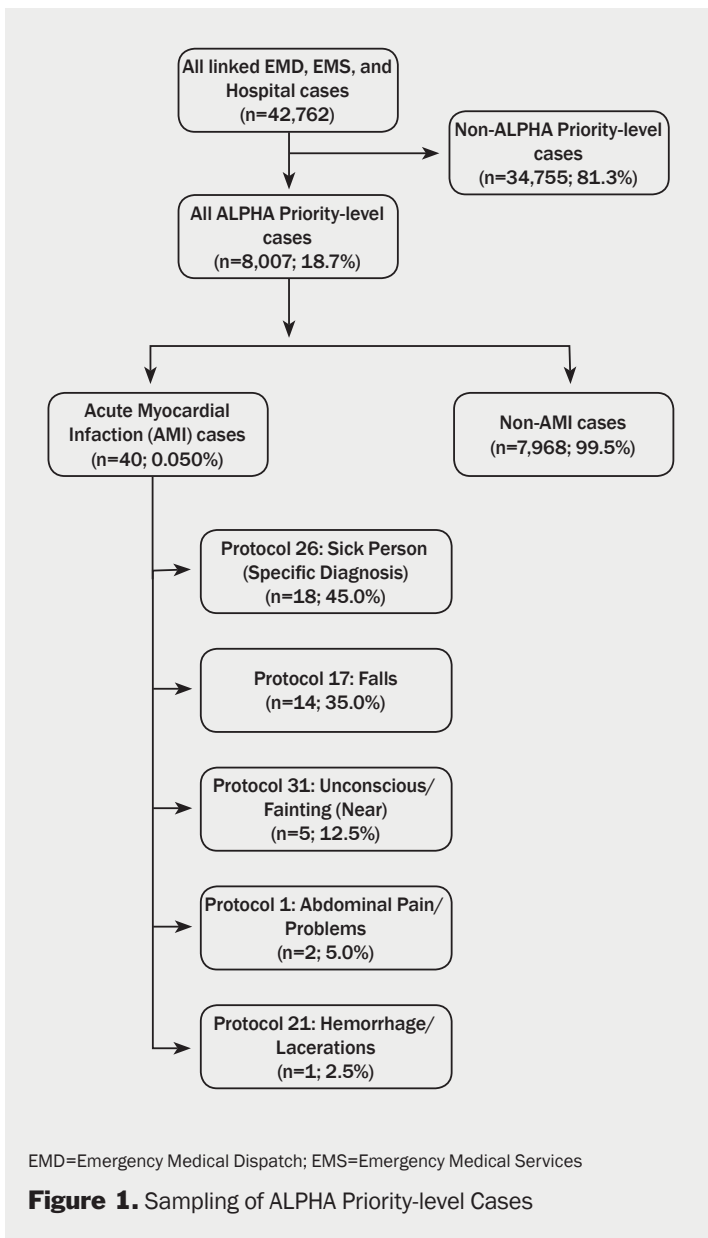 All linked EMD, EMS, and
Hospital cases
(n=42,762)
Non-ALPHA Priority-level
cases
(n=34,755; 81.3%)
All ALPHA Priority-level
cases
(n=8,007; 18.7%)
Acute Myocardial
Infaction (AMI) cases
(n=40; 0.050%)
Non-AMI cases
(n=7,968; 99.5%)
Protocol 26: Sick Person
(Specific Diagnosis)
(n=18; 45.0%)
Protocol 17: Falls
(n=14; 35.0%)
Protocol 31: Unconscious/
Fainting (Near)
(n=5; 12.5%)
Protocol 1: Abdominal Pain/
Problems
(n=2; 5.0%)
Protocol 21: Hemorrhage/
Lacerations
(n=1; 2.5%)
EMD=Emergency Medical Dispatch; EMS=Emergency Medical Services
Figure 1. Sampling of ALPHA Priority-level Cases